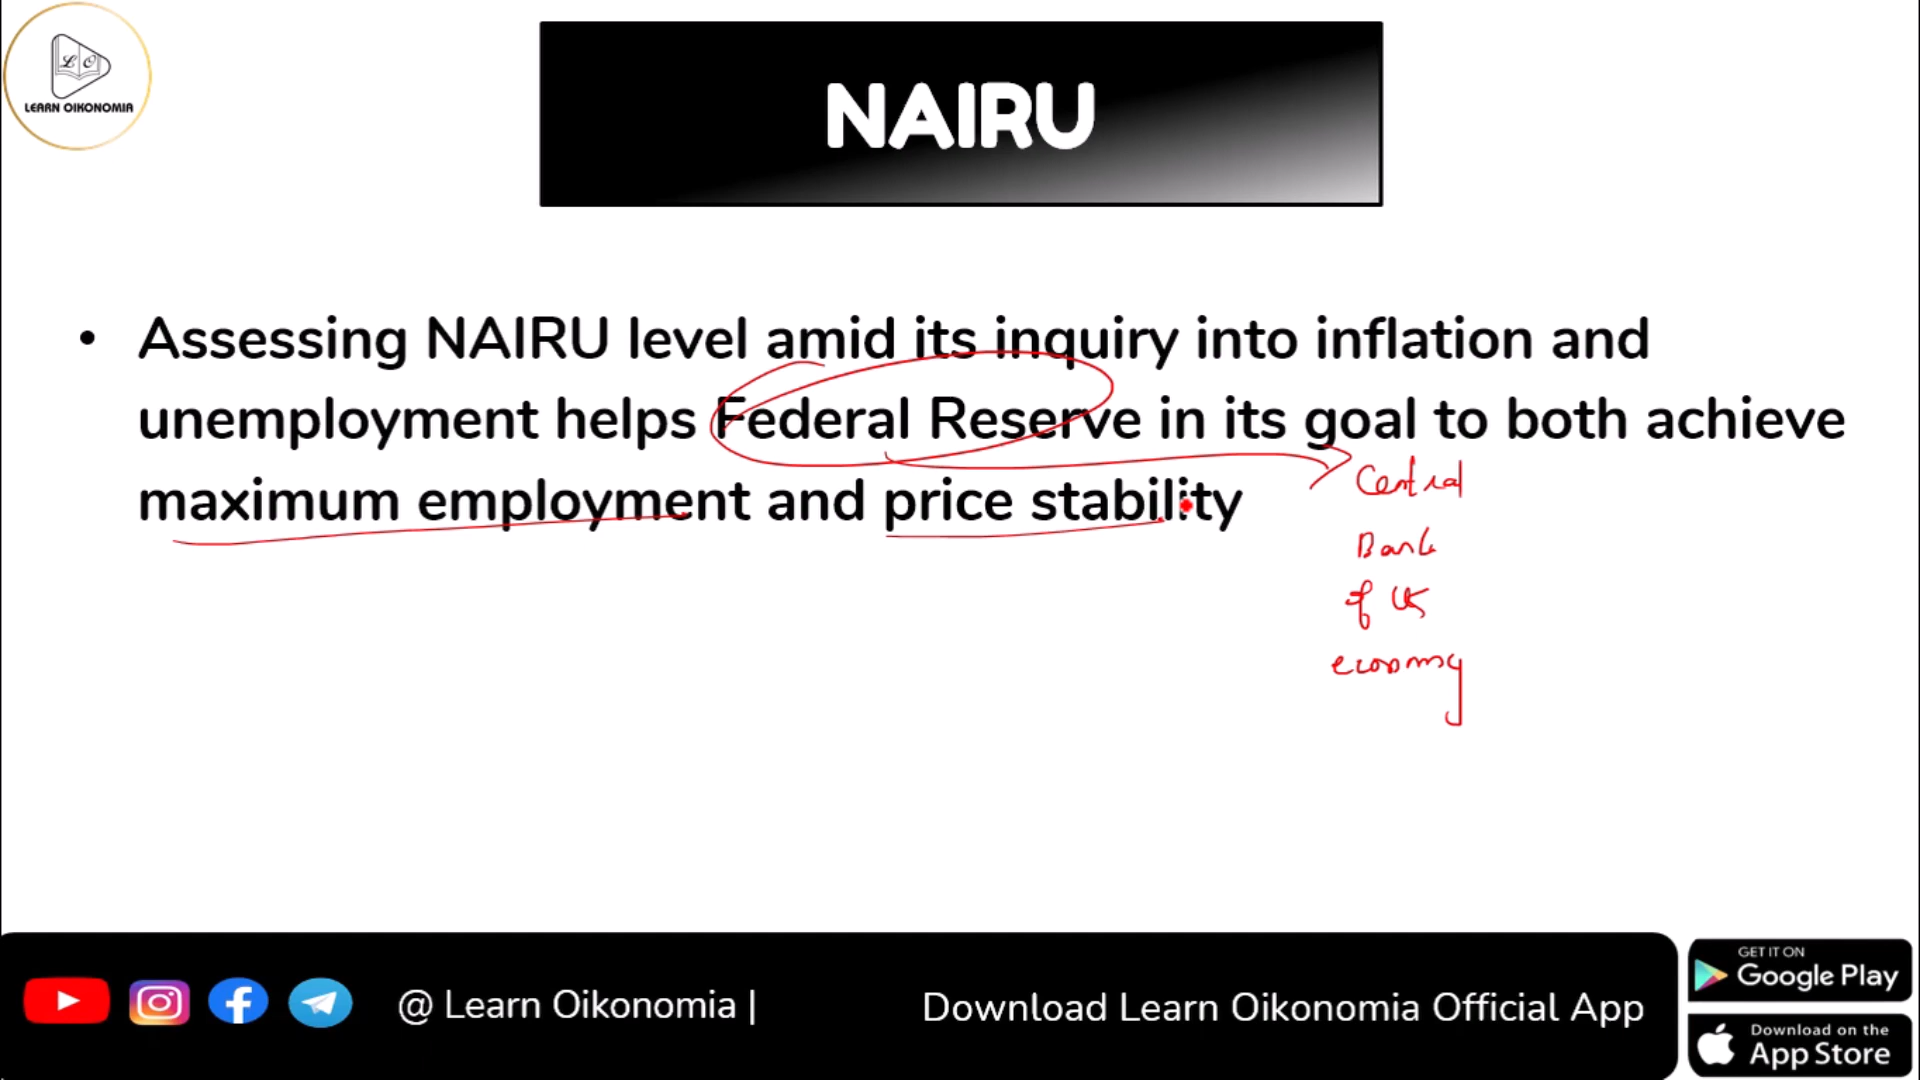 LO
LEARN OIKONOMIA
NAIRU
• Assessing NAIRU level amid its inquiry into inflation and
unemployment helps Federal Reserve in its goal to both achieve
maximum employment and price stability
Central
Bank
of US
economy
@ Learn Oikonomia |
Download Learn Oikonomia Official App
GET IT ON
Google Play
Download on the
App Store